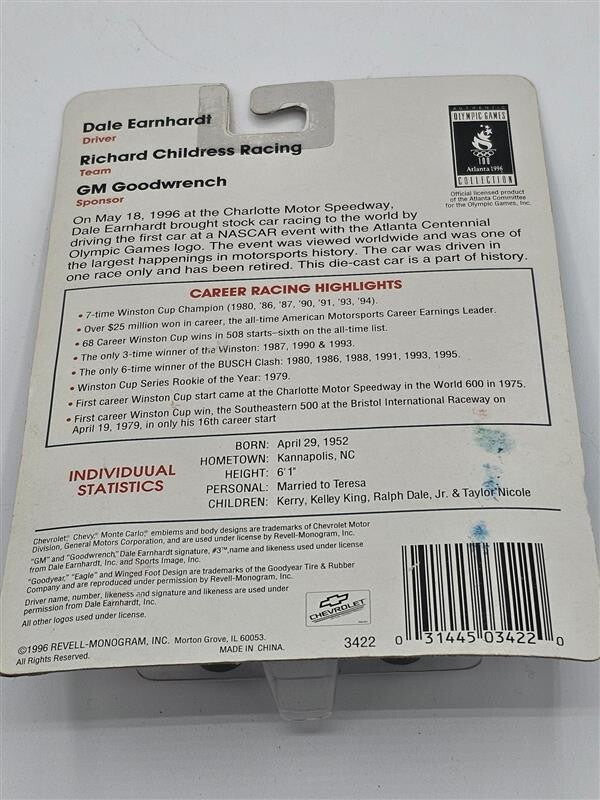 Dale Earnhardt
Driver
Richard Childress Racing
Team
GM Goodwrench
Sponsor
AUTHENTIC
OLYMPIC GAMES
100
Atlanta 1996
COLLECTION
Official licensed product
of the Atlanta Committee
for the Olympic Games, Inc.
On May 18, 1996 at the Charlotte Motor Speedway,
Dale Earnhardt brought stock car racing to the world by
driving the first car at a NASCAR event with the Atlanta Centennial
Olympic Games logo. The event was viewed worldwide and was one of
the largest happenings in motorsports history. The car was driven in
one race only and has been retired. This die-cast car is a part of history.
CAREER RACING HIGHLIGHTS
• 7-time Winston Cup Champion (1980, '86, '87, '90, '91, '93, '94).
• Over $25 million won in career, the all-time American Motorsports Career Earnings Leader.
• 68 Career Winston Cup wins in 508 starts–sixth on the all-time list.
• The only 3-time winner of the Winston: 1987, 1990 & 1993.
• The only 6-time winner of the BUSCH Clash: 1980, 1986, 1988, 1991, 1993, 1995.
• Winston Cup Series Rookie of the Year: 1979.
• First career Winston Cup start came at the Charlotte Motor Speedway in the World 600 in 1975.
• First career Winston Cup win, the Southeastern 500 at the Bristol International Raceway on
April 19, 1979, in only his 16th career start
INDIVIDUUAL
STATISTICS
BORN: April 29, 1952
HOMETOWN: Kannapolis, NC
HEIGHT: 6' 1"
PERSONAL: Married to Teresa
CHILDREN: Kerry, Kelley King, Ralph Dale, Jr. & Taylor Nicole
Chevrolet, Chevy, Monte Carlo, emblems and body designs are trademarks of Chevrolet Motor
Division, General Motors Corporation, and are used under license by Revell-Monogram, Inc.
"GM" and "Goodwrench," Dale Earnhardt signature, #3™, name and likeness used under license
from Dale Earnhardt, Inc. and Sports Image, Inc.
"Goodyear," "Eagle" and Winged Foot Design are trademarks of the Goodyear Tire & Rubber
Company and are reproduced under permission by Revell-Monogram, Inc.
Driver name, number, likeness and signature and likeness are used under
permission from Dale Earnhardt, Inc.
All other logos used under license.
CHEVROLET
©1996 REVELL-MONOGRAM, INC. Morton Grove, IL 60053.
All Rights Reserved.
MADE IN CHINA.
3422
0 31445 03422 0